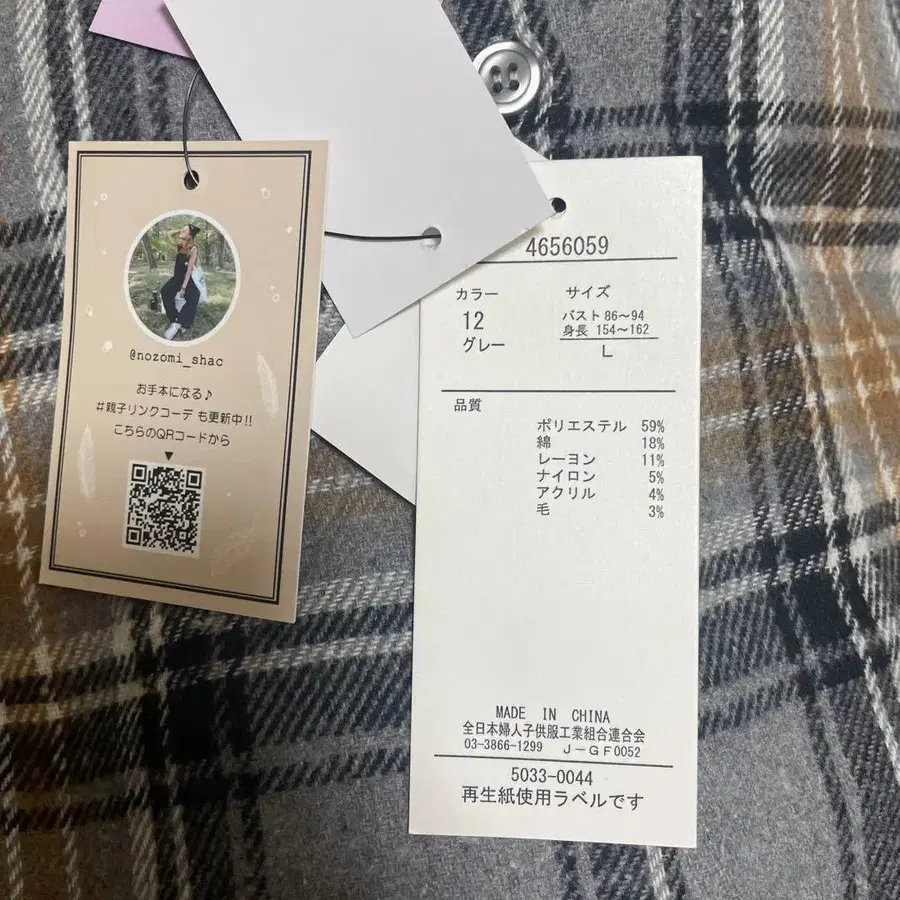 @nozomi_shac
お手本になる♪
#親子リンクコーデ も更新中!!
こちらのQRコードから
▼
4656059
カラー
サイズ
12
グレー
バスト 86〜94
身長 154〜162
L
品質
ポリエステル 59%
綿 18%
レーヨン 11%
ナイロン 5%
アクリル 4%
毛 3%
MADE IN CHINA
全日本婦人子供服工業組合連合会
03-3866-1299 J-GF0052
5033-0044
再生紙使用ラベルです